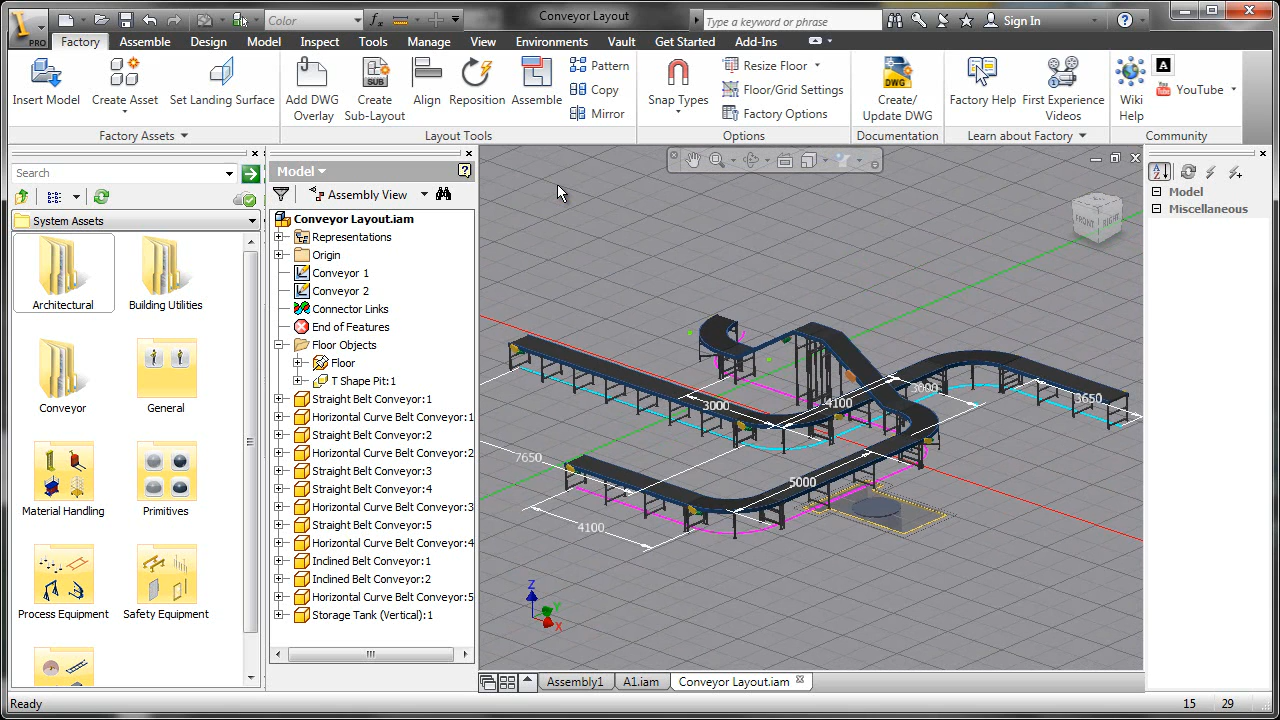 Color
Conveyor Layout
Type a keyword or phrase
Sign In
PRO
Factory
Assemble
Design
Model
Inspect
Tools
Manage
View
Environments
Vault
Get Started
Add-Ins
Insert Model
Create Asset
Set Landing Surface
Factory Assets
Add DWG Overlay
Create Sub-Layout
SUB
Align
Reposition
Assemble
Pattern
Copy
Mirror
Layout Tools
Snap Types
Resize Floor
Floor/Grid Settings
Factory Options
Options
DWG
Create/ Update DWG
Documentation
Factory Help
First Experience Videos
Learn about Factory
Wiki Help
A
YouTube
Community
Search
System Assets
Architectural
Building Utilities
Conveyor
General
Material Handling
Primitives
Process Equipment
Safety Equipment
Model
Assembly View
Conveyor Layout.iam
Representations
Origin
Conveyor 1
Conveyor 2
Connector Links
End of Features
Floor Objects
Floor
T Shape Pit:1
Straight Belt Conveyor:1
Horizontal Curve Belt Conveyor:1
Straight Belt Conveyor:2
Horizontal Curve Belt Conveyor:2
Straight Belt Conveyor:3
Straight Belt Conveyor:4
Horizontal Curve Belt Conveyor:3
Straight Belt Conveyor:5
Horizontal Curve Belt Conveyor:4
Inclined Belt Conveyor:1
Inclined Belt Conveyor:2
Horizontal Curve Belt Conveyor:5
Storage Tank (Vertical):1
FRONT
RIGHT
3000
4100
3000
3650
7650
5000
4100
Z
Y
X
Model
Miscellaneous
Assembly1
A1.iam
Conveyor Layout.iam
Ready
15
29